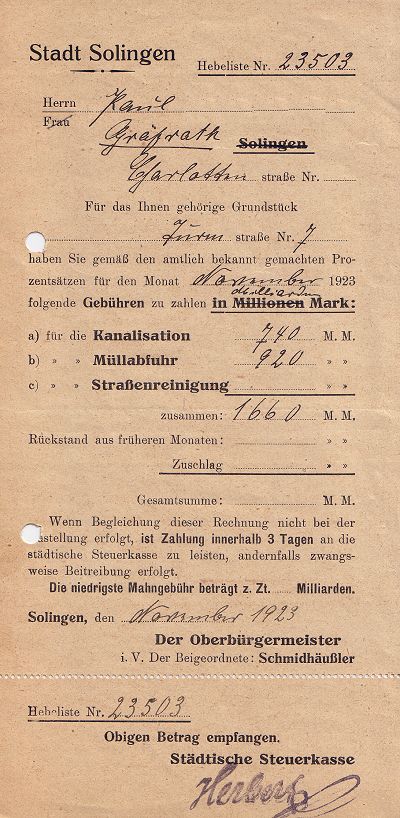 Stadt Solingen
Hebeliste Nr. 23503
Herrn Paul
Frau
Gräfrath Solingen
Charlotten straße Nr.
Für das Ihnen gehörige Grundstück
Turm straße Nr. 7
haben Sie gemäß den amtlich bekannt gemachten Pro-
zentsätzen für den Monat November 1923
Milliarden
folgende Gebühren zu zahlen in Millionen Mark:
a) für die Kanalisation 740 M. M.
b) » » Müllabfuhr 920 M. M.
c) » » Straßenreinigung » »
zusammen: 1660 M. M.
Rückstand aus früheren Monaten: » »
Zuschlag » »
Gesamtsumme: M. M.
Wenn Begleichung dieser Rechnung nicht bei der
ustellung erfolgt, ist Zahlung innerhalb 3 Tagen an die
städtische Steuerkasse zu leisten, andernfalls zwangs-
weise Beitreibung erfolgt.
Die niedrigste Mahngebühr beträgt z. Zt. Milliarden.
Solingen, den November 1923
Der Oberbürgermeister
i. V. Der Beigeordnete: Schmidhäußler
Hebeliste Nr. 23503
Obigen Betrag empfangen.
Städtische Steuerkasse
Herbertz